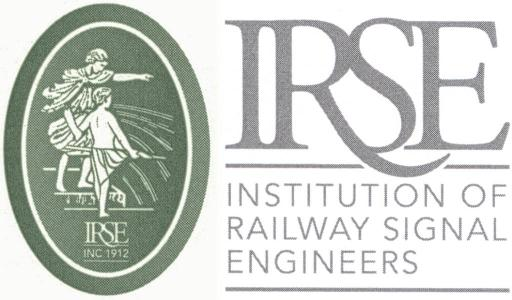 IRSE
INC 1912
IRSE
INSTITUTION OF
RAILWAY SIGNAL
ENGINEERS